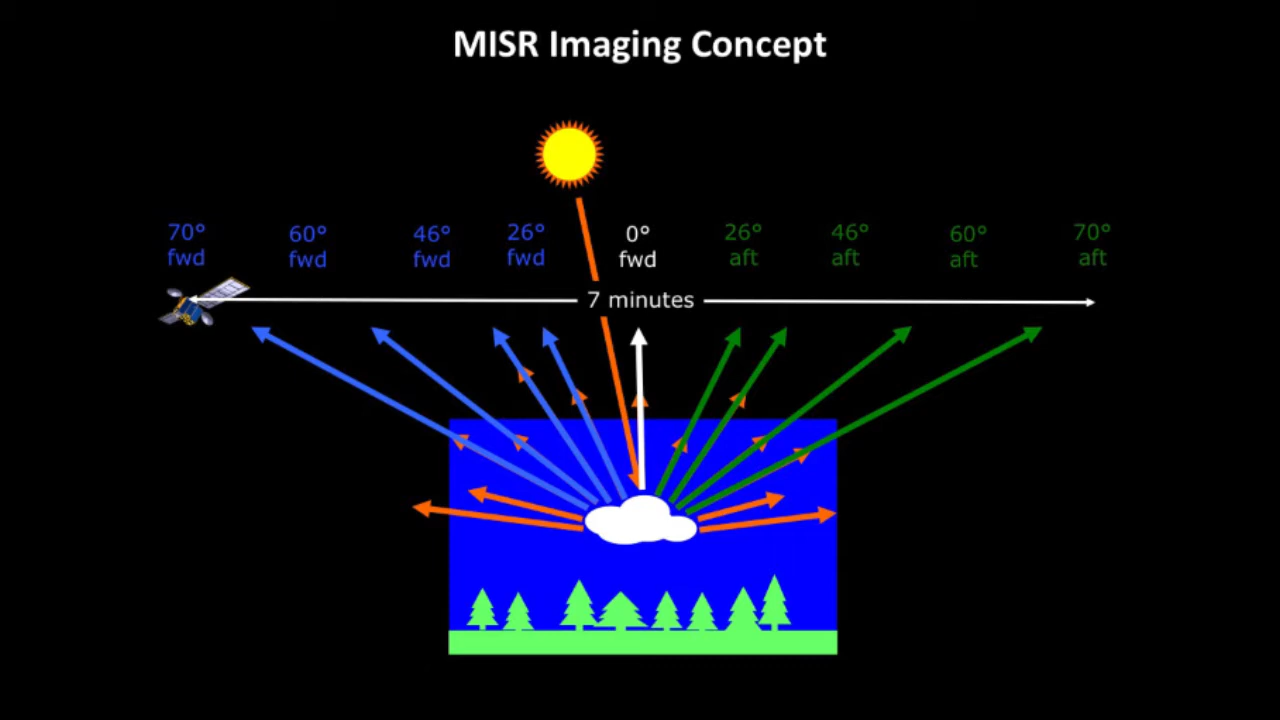 MISR Imaging Concept
70° 60° 46° 26° 0° 26° 46° 60° 70°
fwd fwd fwd fwd fwd aft aft aft aft
7 minutes